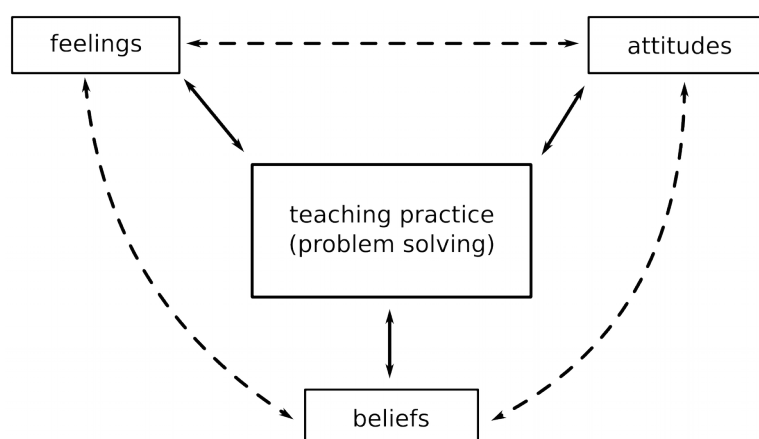 feelings
attitudes
teaching practice
(problem solving)
beliefs